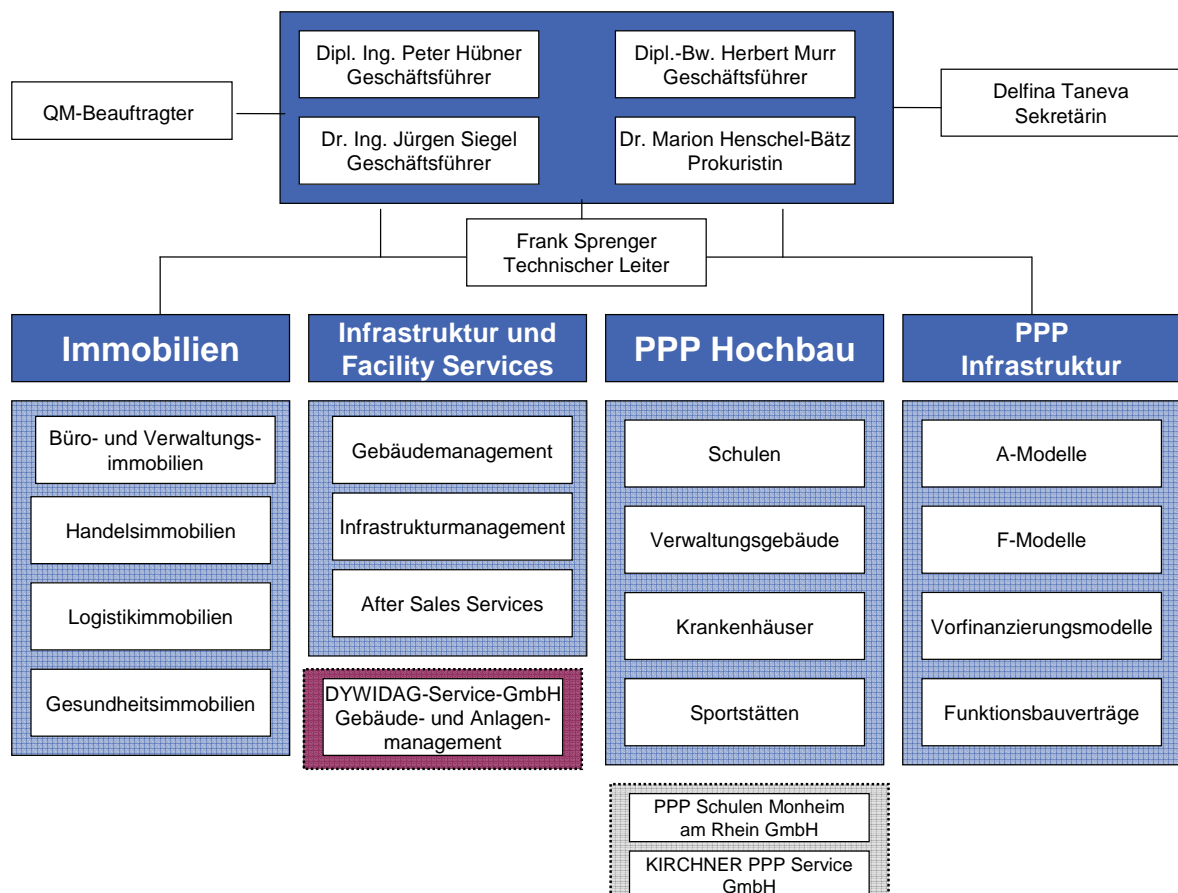 Dipl. Ing. Peter Hübner
Geschäftsführer
Dipl.-Bw. Herbert Murr
Geschäftsführer
QM-Beauftragter
Delfina Taneva
Sekretärin
Dr. Ing. Jürgen Siegel
Geschäftsführer
Dr. Marion Henschel-Bätz
Prokuristin
Frank Sprenger
Technischer Leiter
Immobilien
Büro- und Verwaltungs-
immobilien
Handelsimmobilien
Logistikimmobilien
Gesundheitsimmobilien
Infrastruktur und
Facility Services
Gebäudemanagement
Infrastrukturmanagement
After Sales Services
DYWIDAG-Service-GmbH
Gebäude- und Anlagen-
management
PPP Hochbau
Schulen
Verwaltungsgebäude
Krankenhäuser
Sportstätten
PPP Schulen Monheim
am Rhein GmbH
KIRCHNER PPP Service
GmbH
PPP
Infrastruktur
A-Modelle
F-Modelle
Vorfinanzierungsmodelle
Funktionsbauverträge